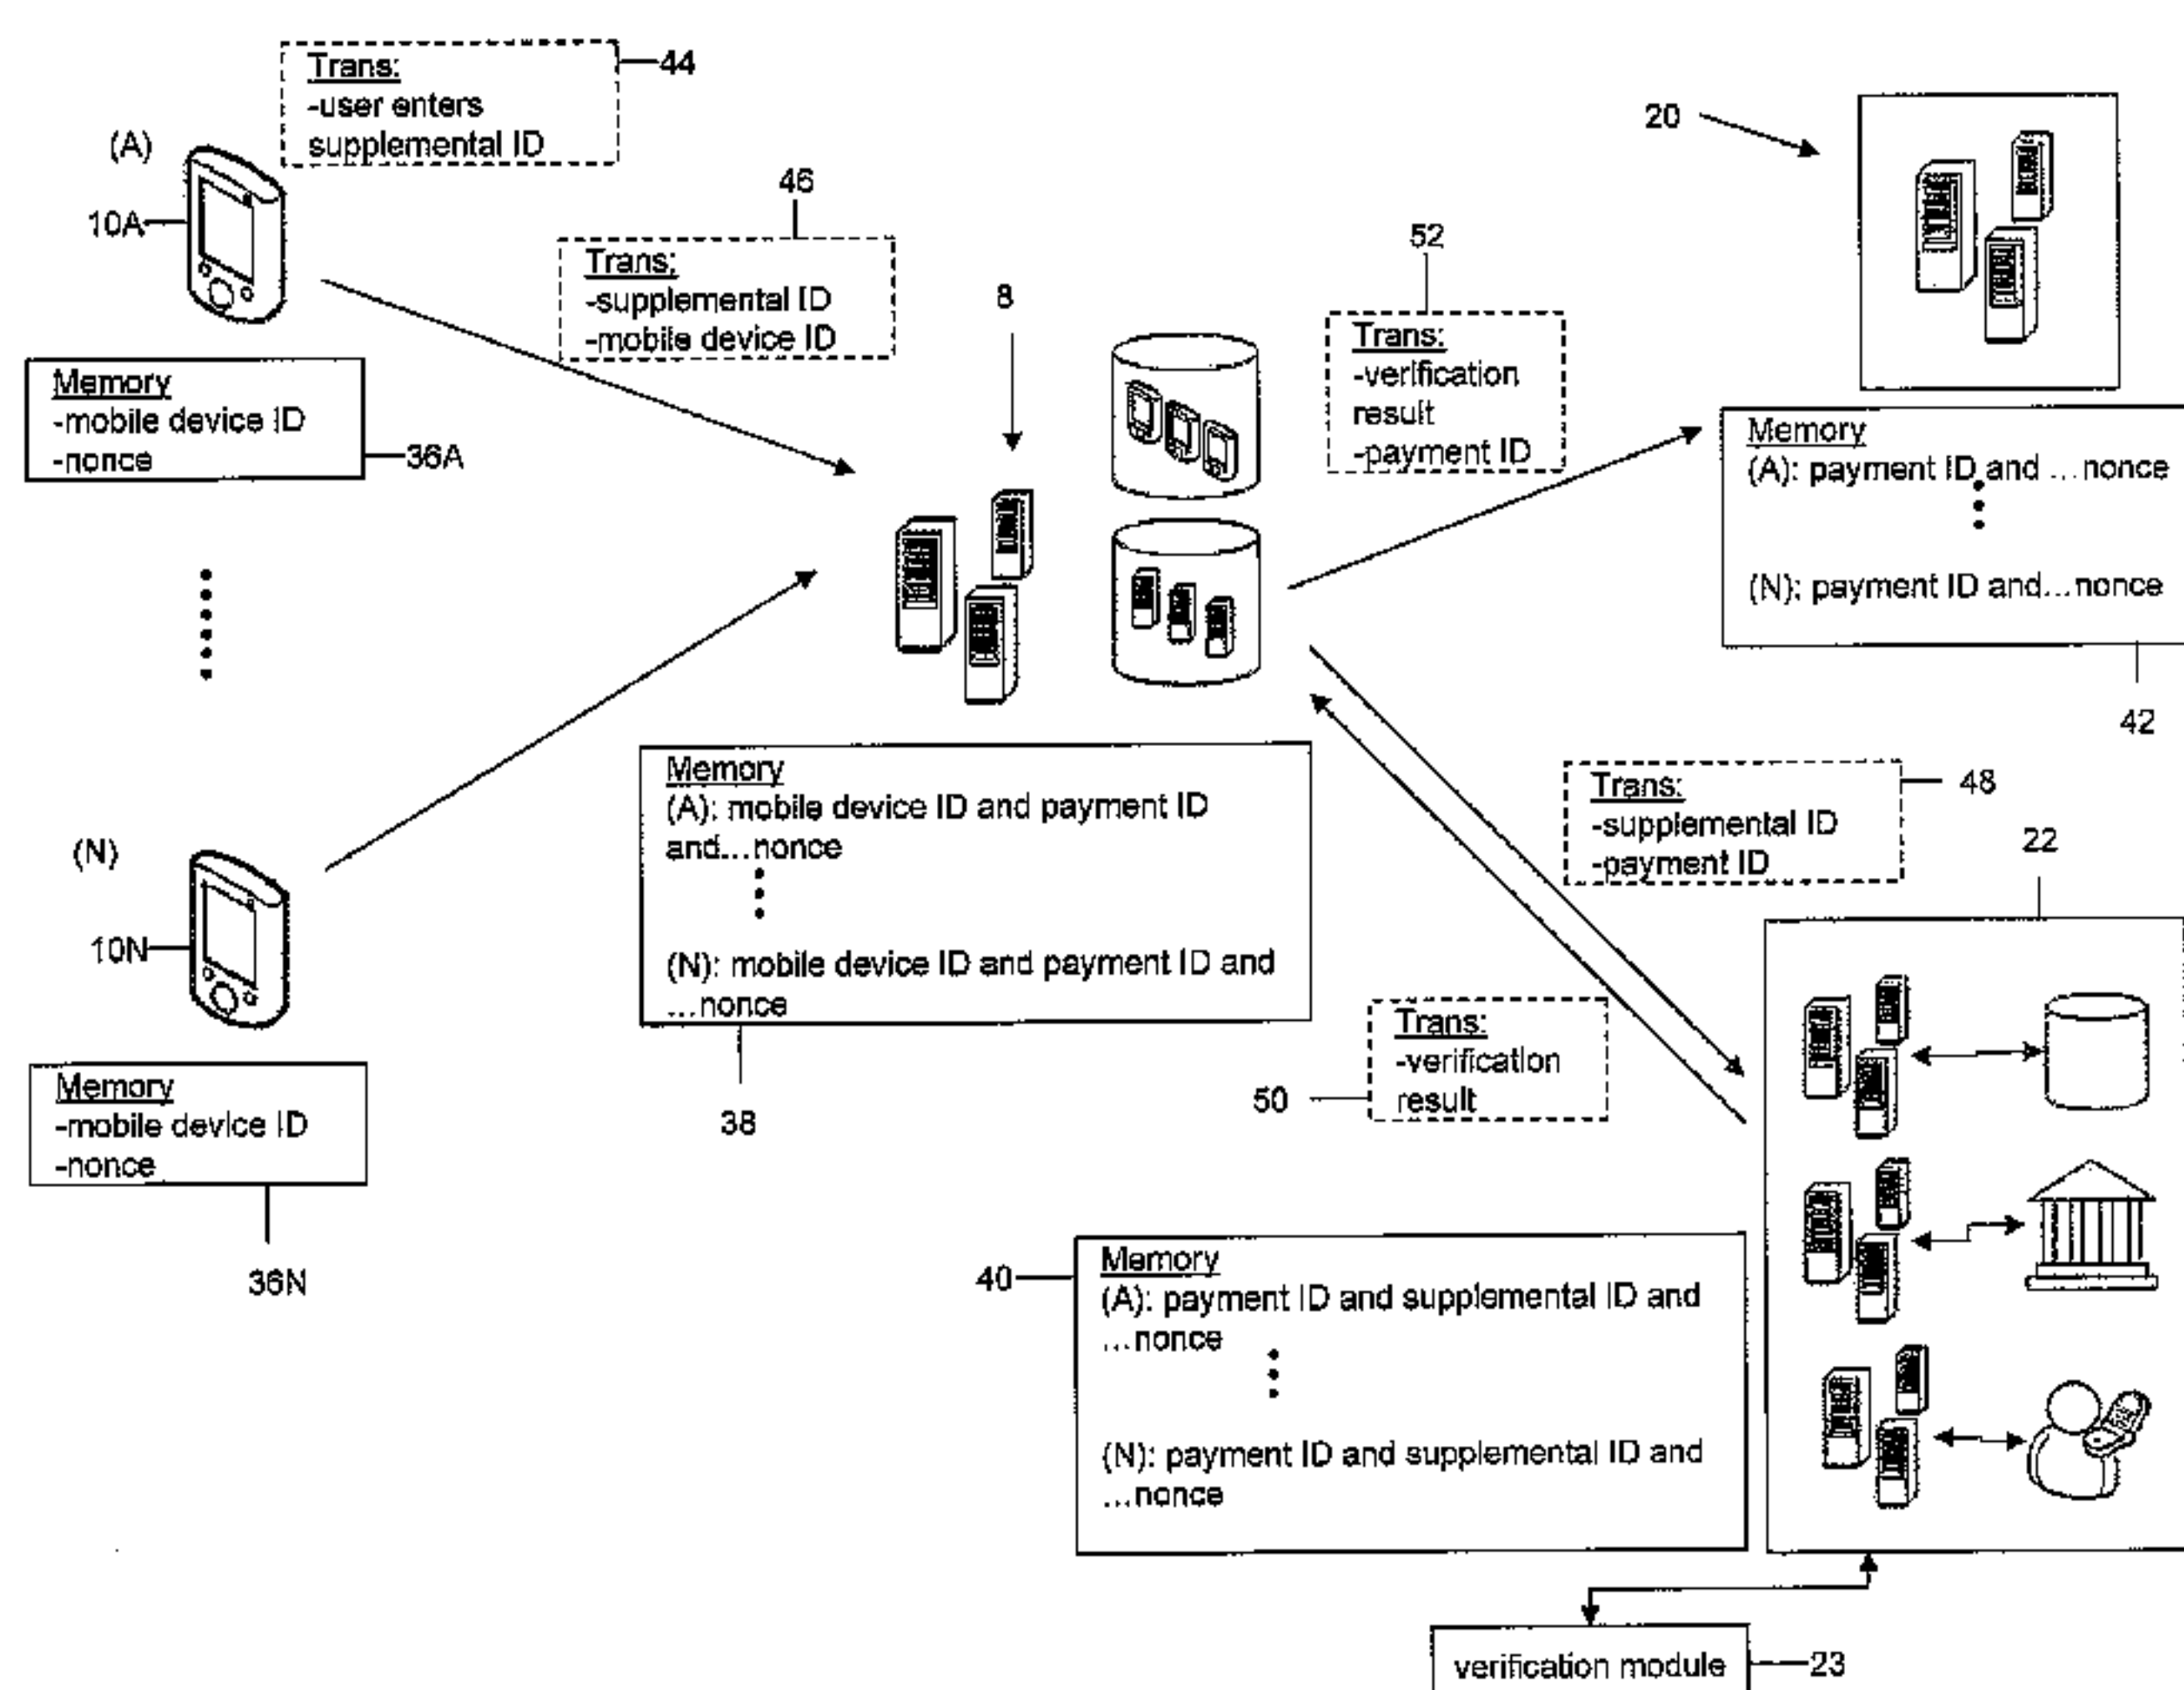 Trans:
-user enters
supplemental ID
44
(A)
10A
Memory
-mobile device ID
-nonce
36A
46
Trans:
-supplemental ID
-mobile device ID
8
52
Trans:
-verification
result
-payment ID
20
Memory
(A): payment ID and ...nonce
(N): payment ID and...nonce
42
(N)
10N
Memory
-mobile device ID
-nonce
36N
Memory
(A): mobile device ID and payment ID
and...nonce
(N): mobile device ID and payment ID and
...nonce
38
Trans:
-supplemental ID
-payment ID
48
22
50
Trans:
-verification
result
40
Memory
(A): payment ID and supplemental ID and
...nonce
(N): payment ID and supplemental ID and
...nonce
verification module
23